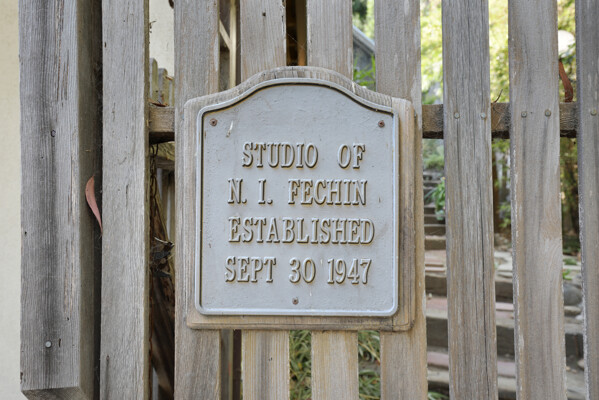 STUDIO OF
N. I. FECHIN
ESTABLISHED
SEPT 30 1947